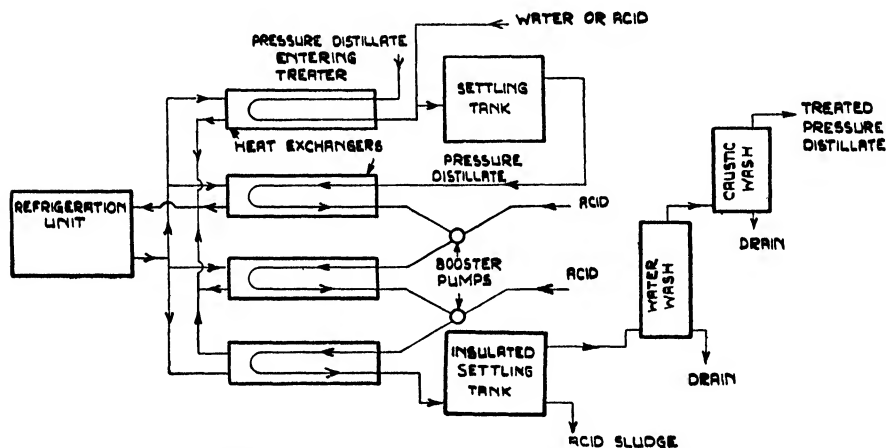 WATER OR ACID
PRESSURE DISTILLATE
ENTERING
TREATER
SETTLING
TANK
TREATED
PRESSURE
DISTILLATE
HEAT EXCHANGERS
PRESSURE
DISTILLATE
CAUSTIC
WASH
REFRIGERATION
UNIT
ACID
DRAIN
BOOSTER
PUMPS
ACID
WATER
WASH
INSULATED
SETTLING
TANK
DRAIN
ACID SLUDGE